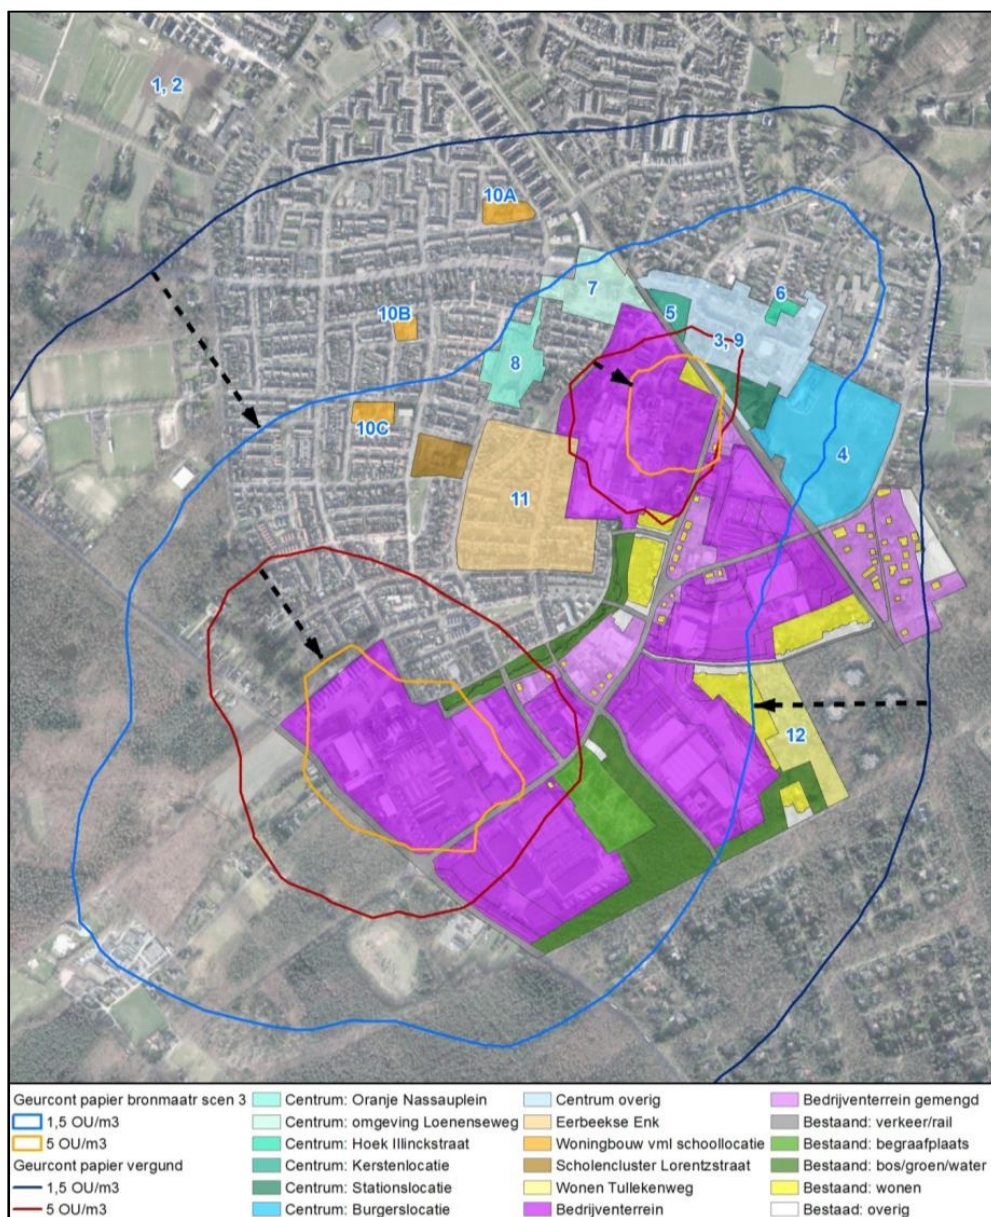 1, 2
10A
7
6
5
10B
3, 9
8
10C
4
11
12
Geurcont papier bronmaatr scen 3
1,5 OU/m3
5 OU/m3
Geurcont papier vergund
1,5 OU/m3
5 OU/m3
Centrum: Oranje Nassauplein
Centrum: omgeving Loenenseweg
Centrum: Hoek Illinckstraat
Centrum: Kerstenlocatie
Centrum: Stationslocatie
Centrum: Burgerslocatie
Centrum overig
Eerbeekse Enk
Woningbouw vml schoollocatie
Scholencluster Lorentzstraat
Wonen Tullekenweg
Bedrijventerrein
Bedrijventerrein gemengd
Bestaand: verkeer/rail
Bestaand: begraafplaats
Bestaand: bos/groen/water
Bestaand: wonen
Bestaad: overig